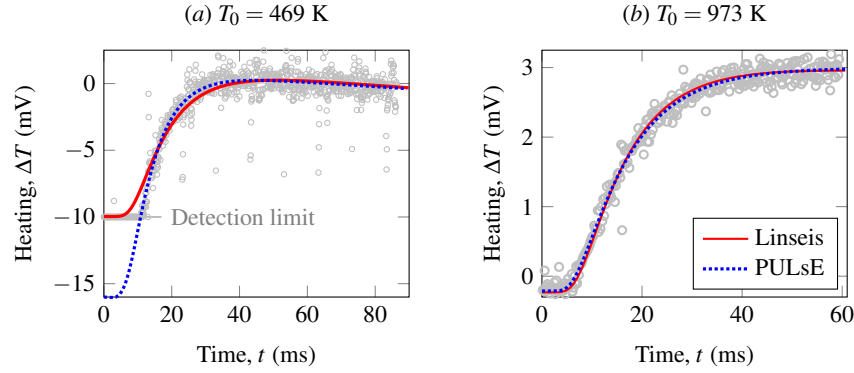 (a) T₀ = 469 K
(b) T₀ = 973 K
Heating, ΔT (mV)
0
−5
−10
−15
Detection limit
0 20 40 60 80
Time, t (ms)
Heating, ΔT (mV)
3
2
1
0
Linseis
PULsE
0 20 40 60
Time, t (ms)